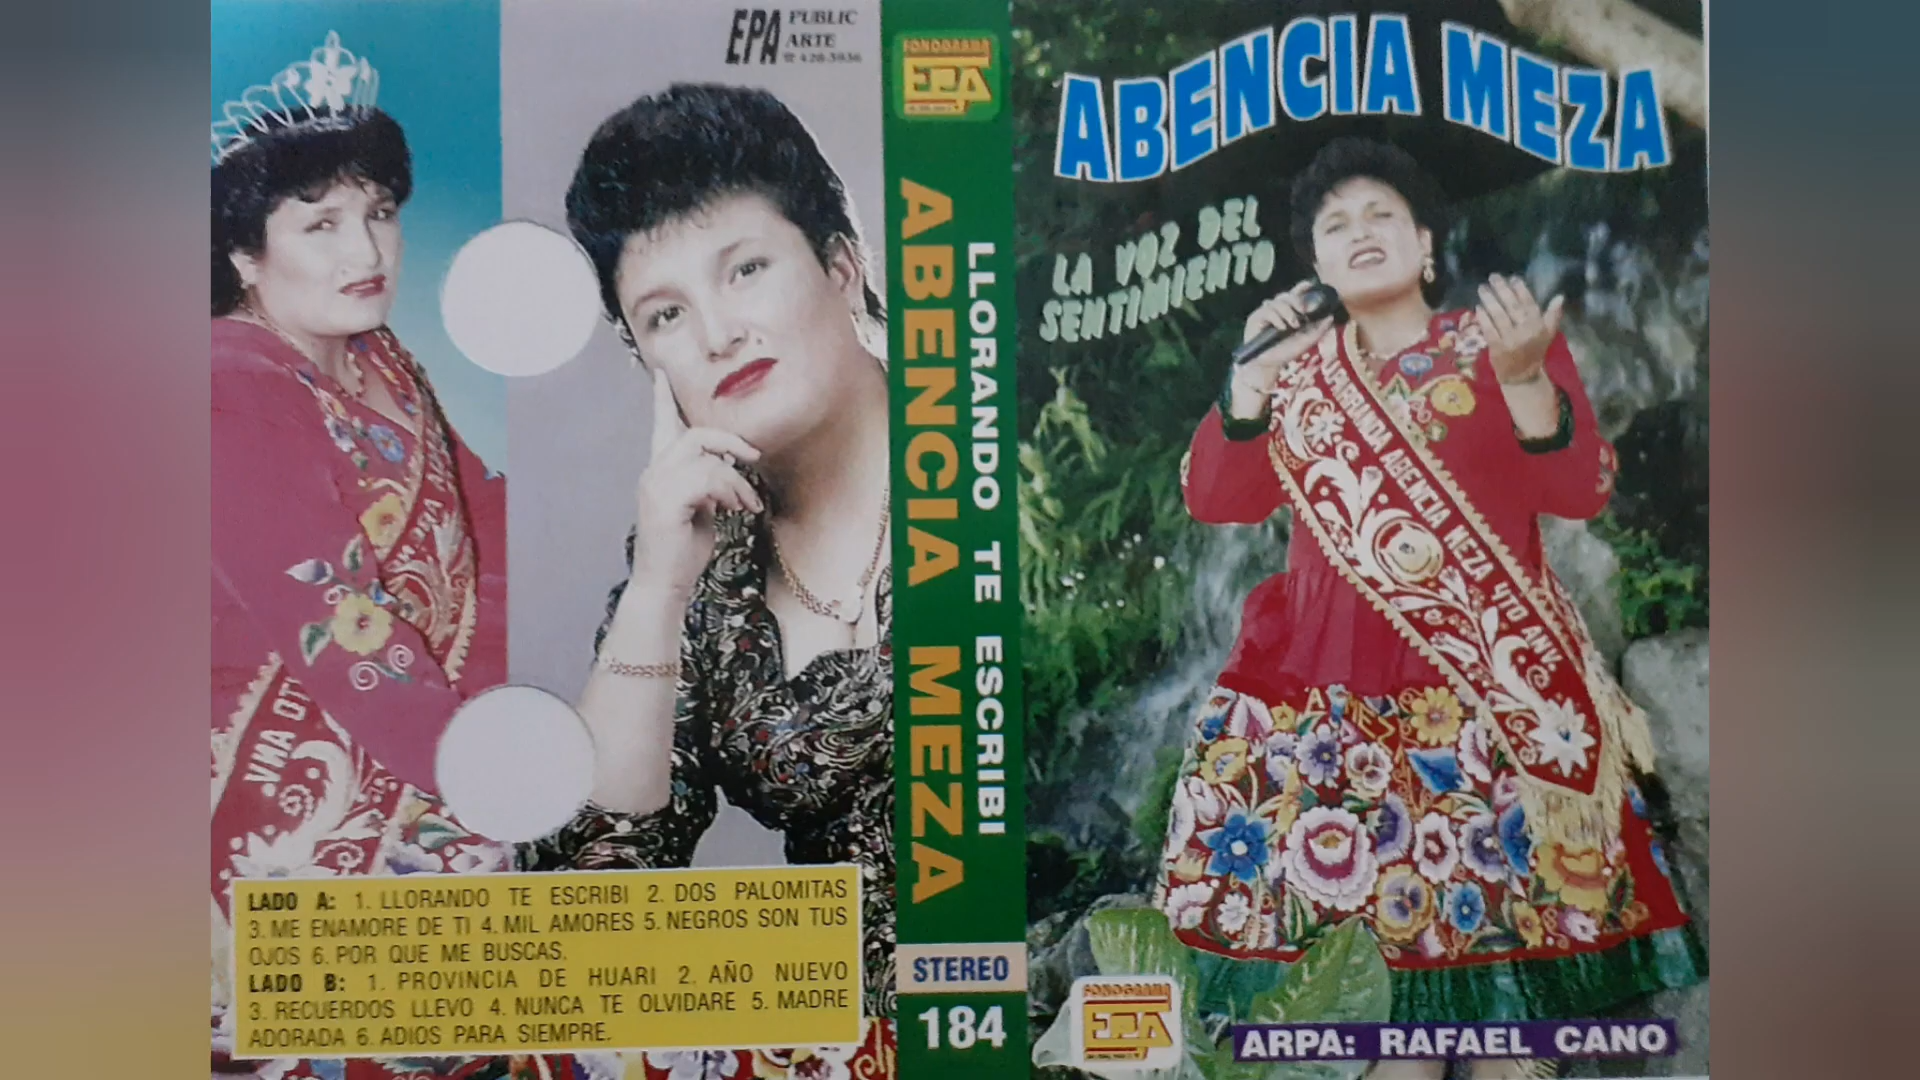 EPA PUBLIC
ARTE
LADO A: 1. LLORANDO TE ESCRIBI 2. DOS PALOMITAS
3. ME ENAMORE DE TI 4. MIL AMORES 5. NEGROS SON TUS
OJOS 6. POR QUE ME BUSCAS.
LADO B: 1. PROVINCIA DE HUARI 2. AÑO NUEVO
3. RECUERDOS LLEVO 4. NUNCA TE OLVIDARE 5. MADRE
ADORADA 6. ADIOS PARA SIEMPRE.
FONOGRAMA
EPA
LLORANDO TE ESCRIBI
ABENCIA MEZA
STEREO
184
ABENCIA MEZA
LA VOZ DEL
SENTIMIENTO
ABENCIA MEZA 4TO ANV.
A MEZ
FONOGRAMA
EPA
ARPA: RAFAEL CANO